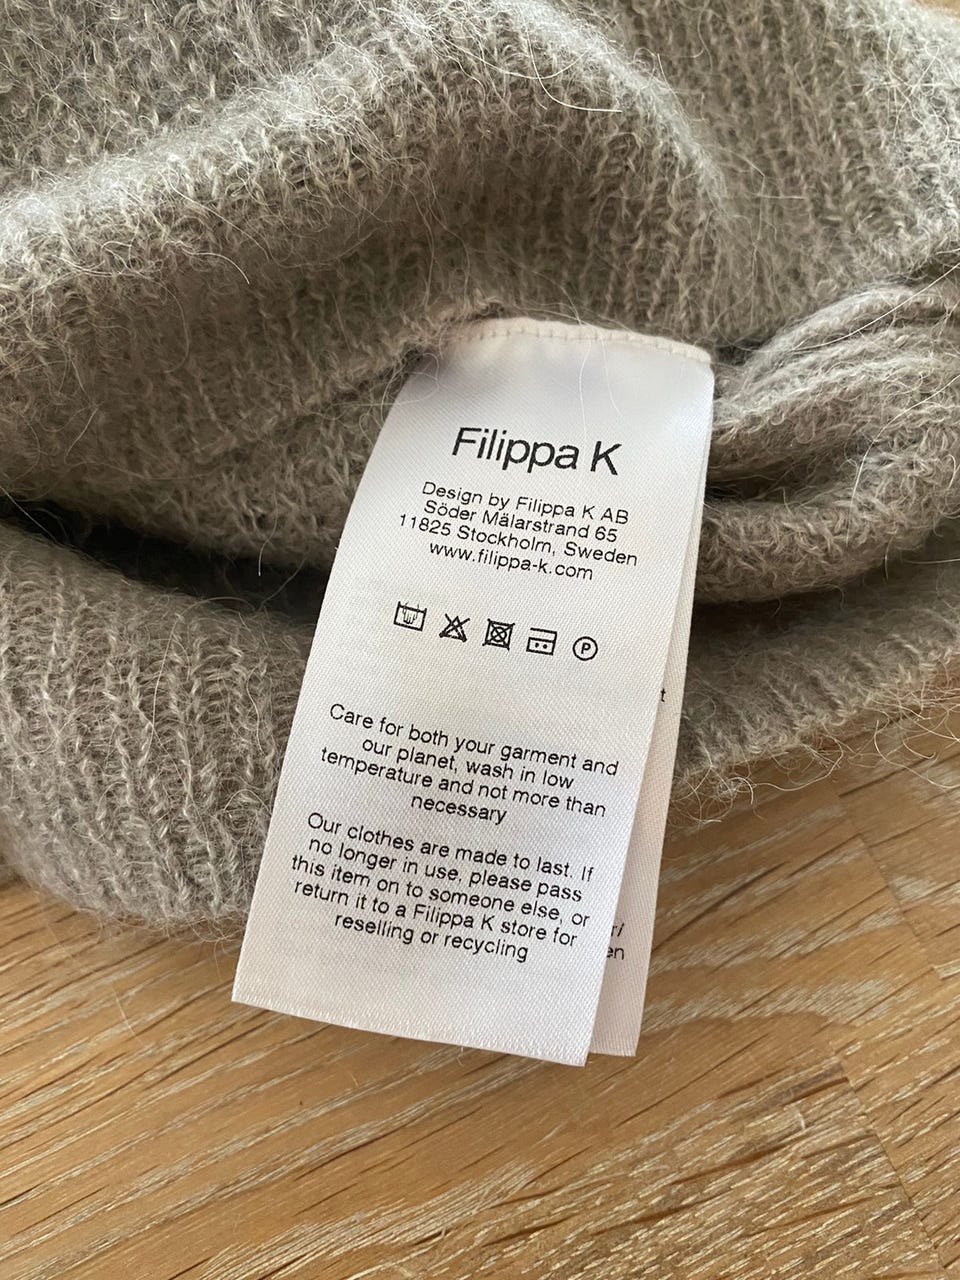 Filippa K
Design by Filippa K AB
Söder Mälarstrand 65
11825 Stockholm, Sweden
www.filippa-k.com
P
Care for both your garment and
our planet, wash in low
temperature and not more than
necessary
Our clothes are made to last. If
no longer in use, please pass
this item on to someone else, or
return it to a Filippa K store for
reselling or recycling
t
r/
en